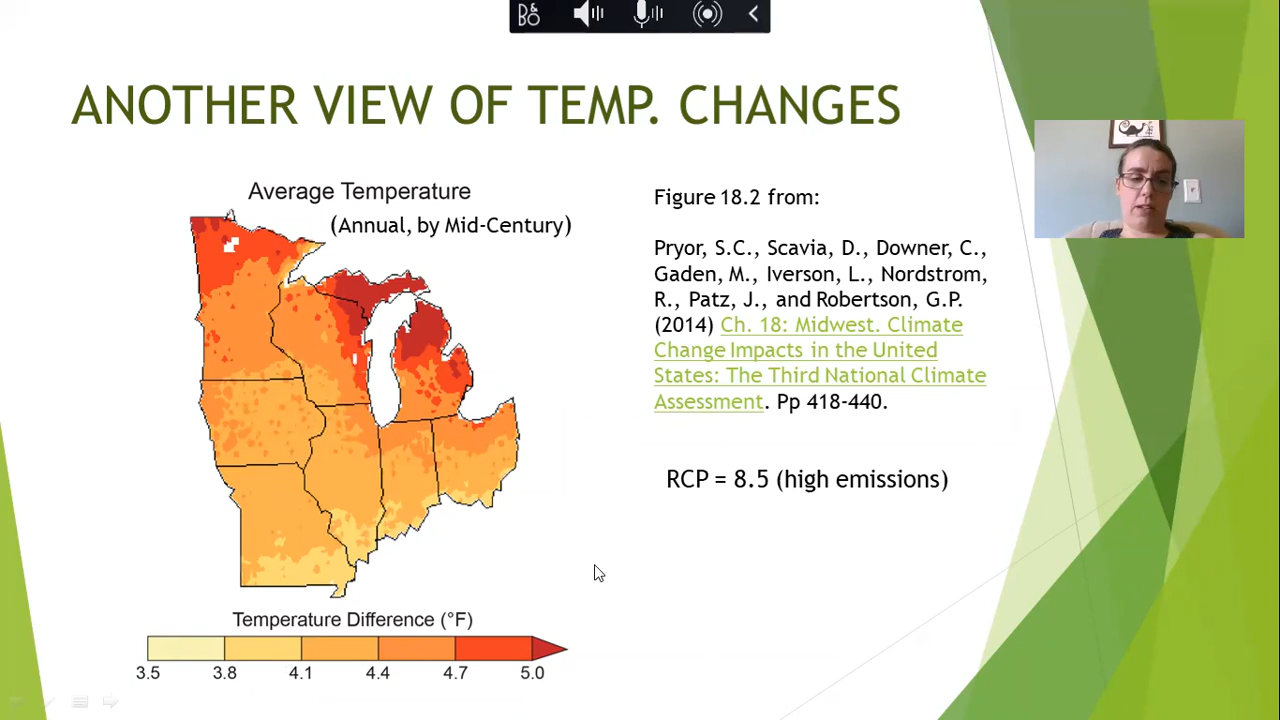 B&O
ANOTHER VIEW OF TEMP. CHANGES
Average Temperature
(Annual, by Mid-Century)
Temperature Difference (°F)
3.5 3.8 4.1 4.4 4.7 5.0
Figure 18.2 from:
Pryor, S.C., Scavia, D., Downer, C.,
Gaden, M., Iverson, L., Nordstrom,
R., Patz, J., and Robertson, G.P.
(2014) Ch. 18: Midwest. Climate
Change Impacts in the United
States: The Third National Climate
Assessment. Pp 418-440.
RCP = 8.5 (high emissions)